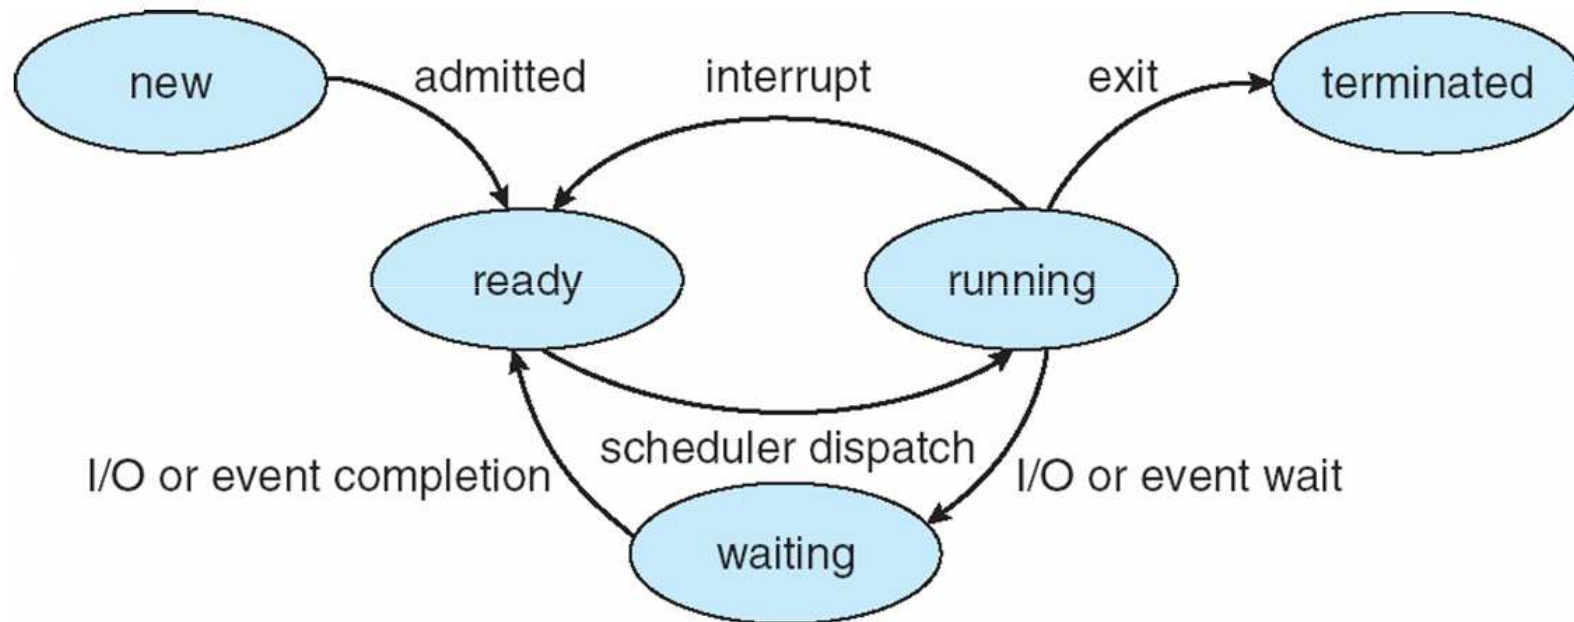 new
admitted
interrupt
exit
terminated
ready
running
scheduler dispatch
I/O or event completion
I/O or event wait
waiting